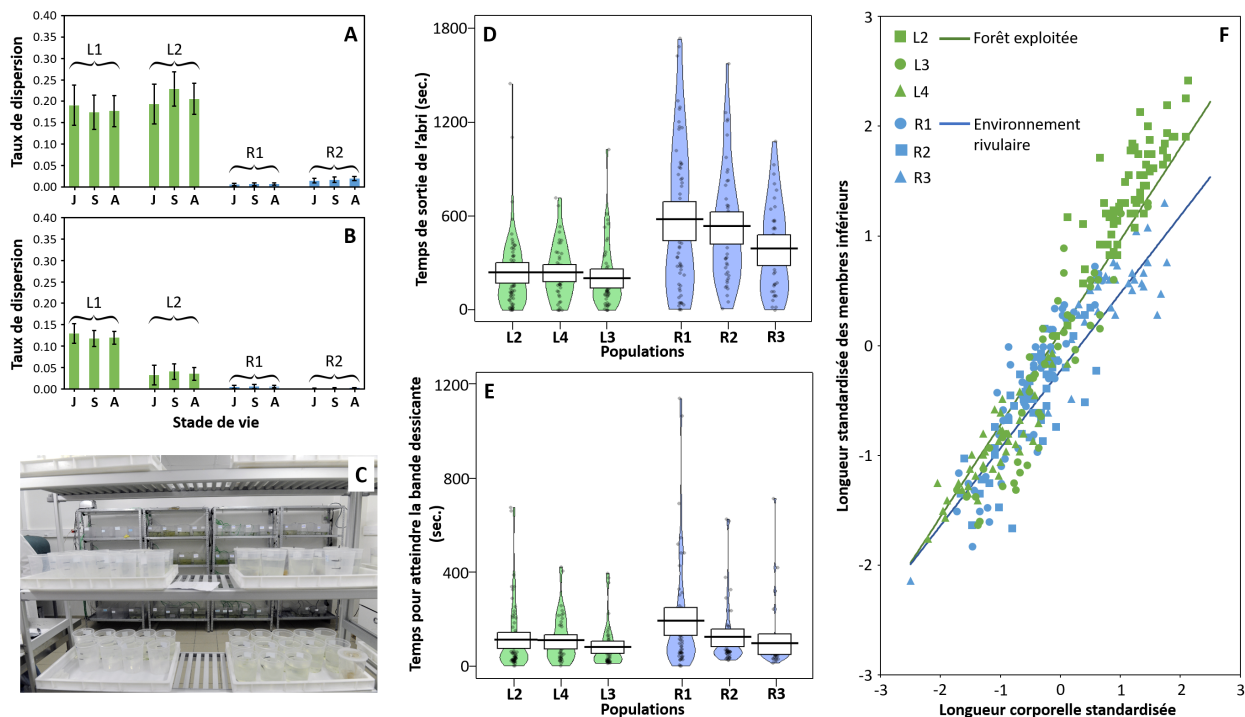 A
Taux de dispersion
0.40
0.35
0.30
0.25
0.20
0.15
0.10
0.05
0.00
L1
L2
R1
R2
J S A J S A J S A J S A
B
Taux de dispersion
0.40
0.35
0.30
0.25
0.20
0.15
0.10
0.05
0.00
L1
L2
R1
R2
J S A J S A J S A J S A
Stade de vie
C
D
Temps de sortie de l'abri (sec.)
1800
1200
600
0
L2 L4 L3 R1 R2 R3
Populations
E
Temps pour atteindre la bande dessicante
(sec.)
1200
800
400
0
L2 L4 L3 R1 R2 R3
Populations
F
Longueur standardisée des membres inférieurs
3
2
1
0
-1
-2
-3
L2 Forêt exploitée
L3
L4
R1 Environnement
rivulaire
R2
R3
-3 -2 -1 0 1 2 3
Longueur corporelle standardisée